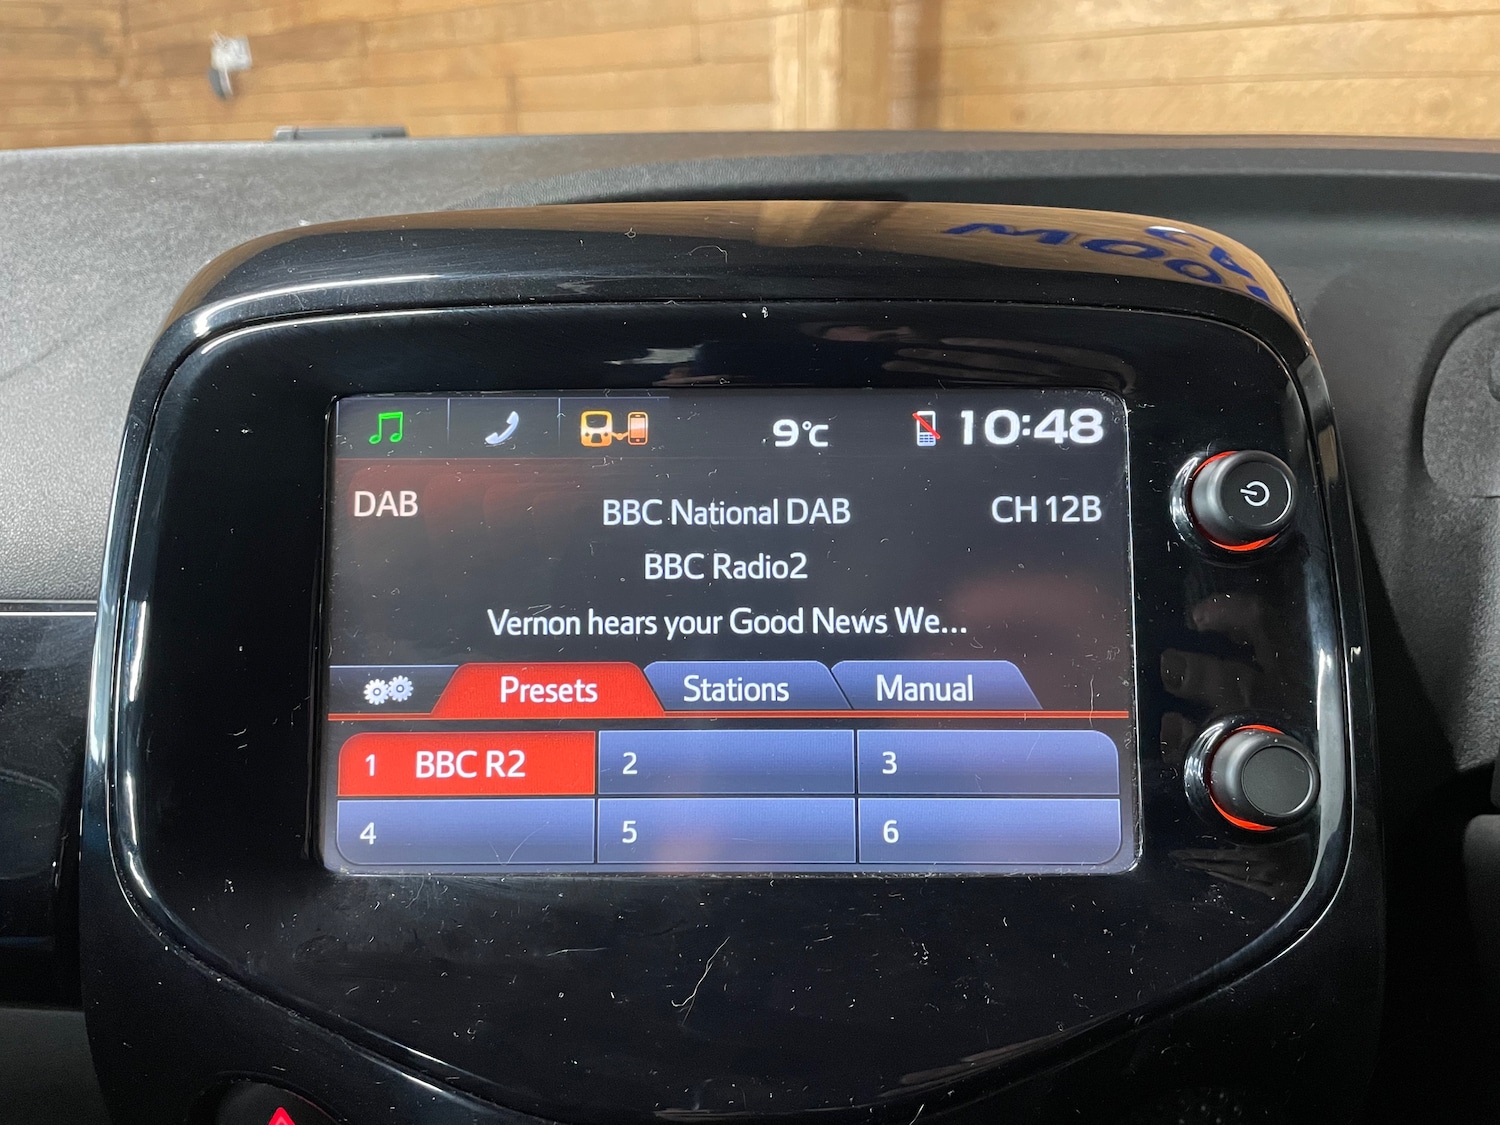 9°C
10:48
DAB
BBC National DAB
CH 12B
BBC Radio2
Vernon hears your Good News We...
Presets
Stations
Manual
1 BBC R2
2
3
4
5
6